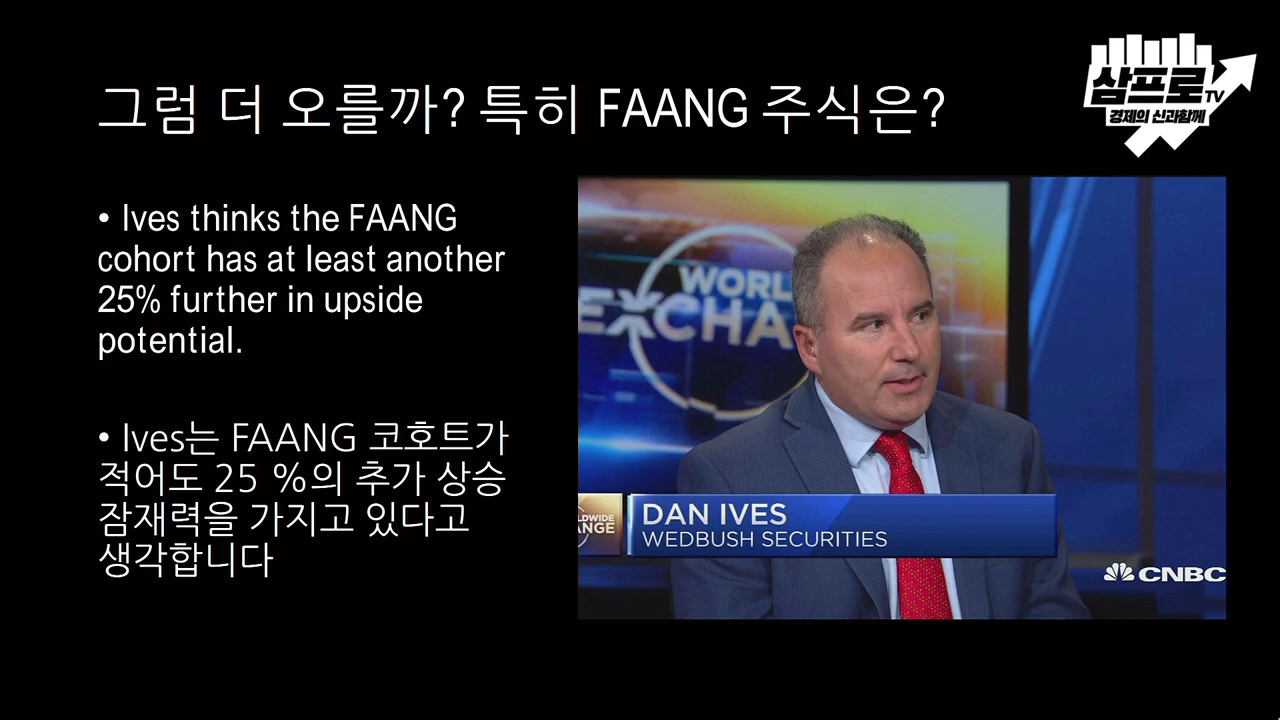 그럼 더 오를까? 특히 FAANG 주식은?
삼프로TV
경제의 신과함께
• Ives thinks the FAANG
cohort has at least another
25% further in upside
potential.
• Ives는 FAANG 코호트가
적어도 25 %의 추가 상승
잠재력을 가지고 있다고
생각합니다
WORL
EXCHA
LDWIDE
NGE
DAN IVES
WEDBUSH SECURITIES
CNBC